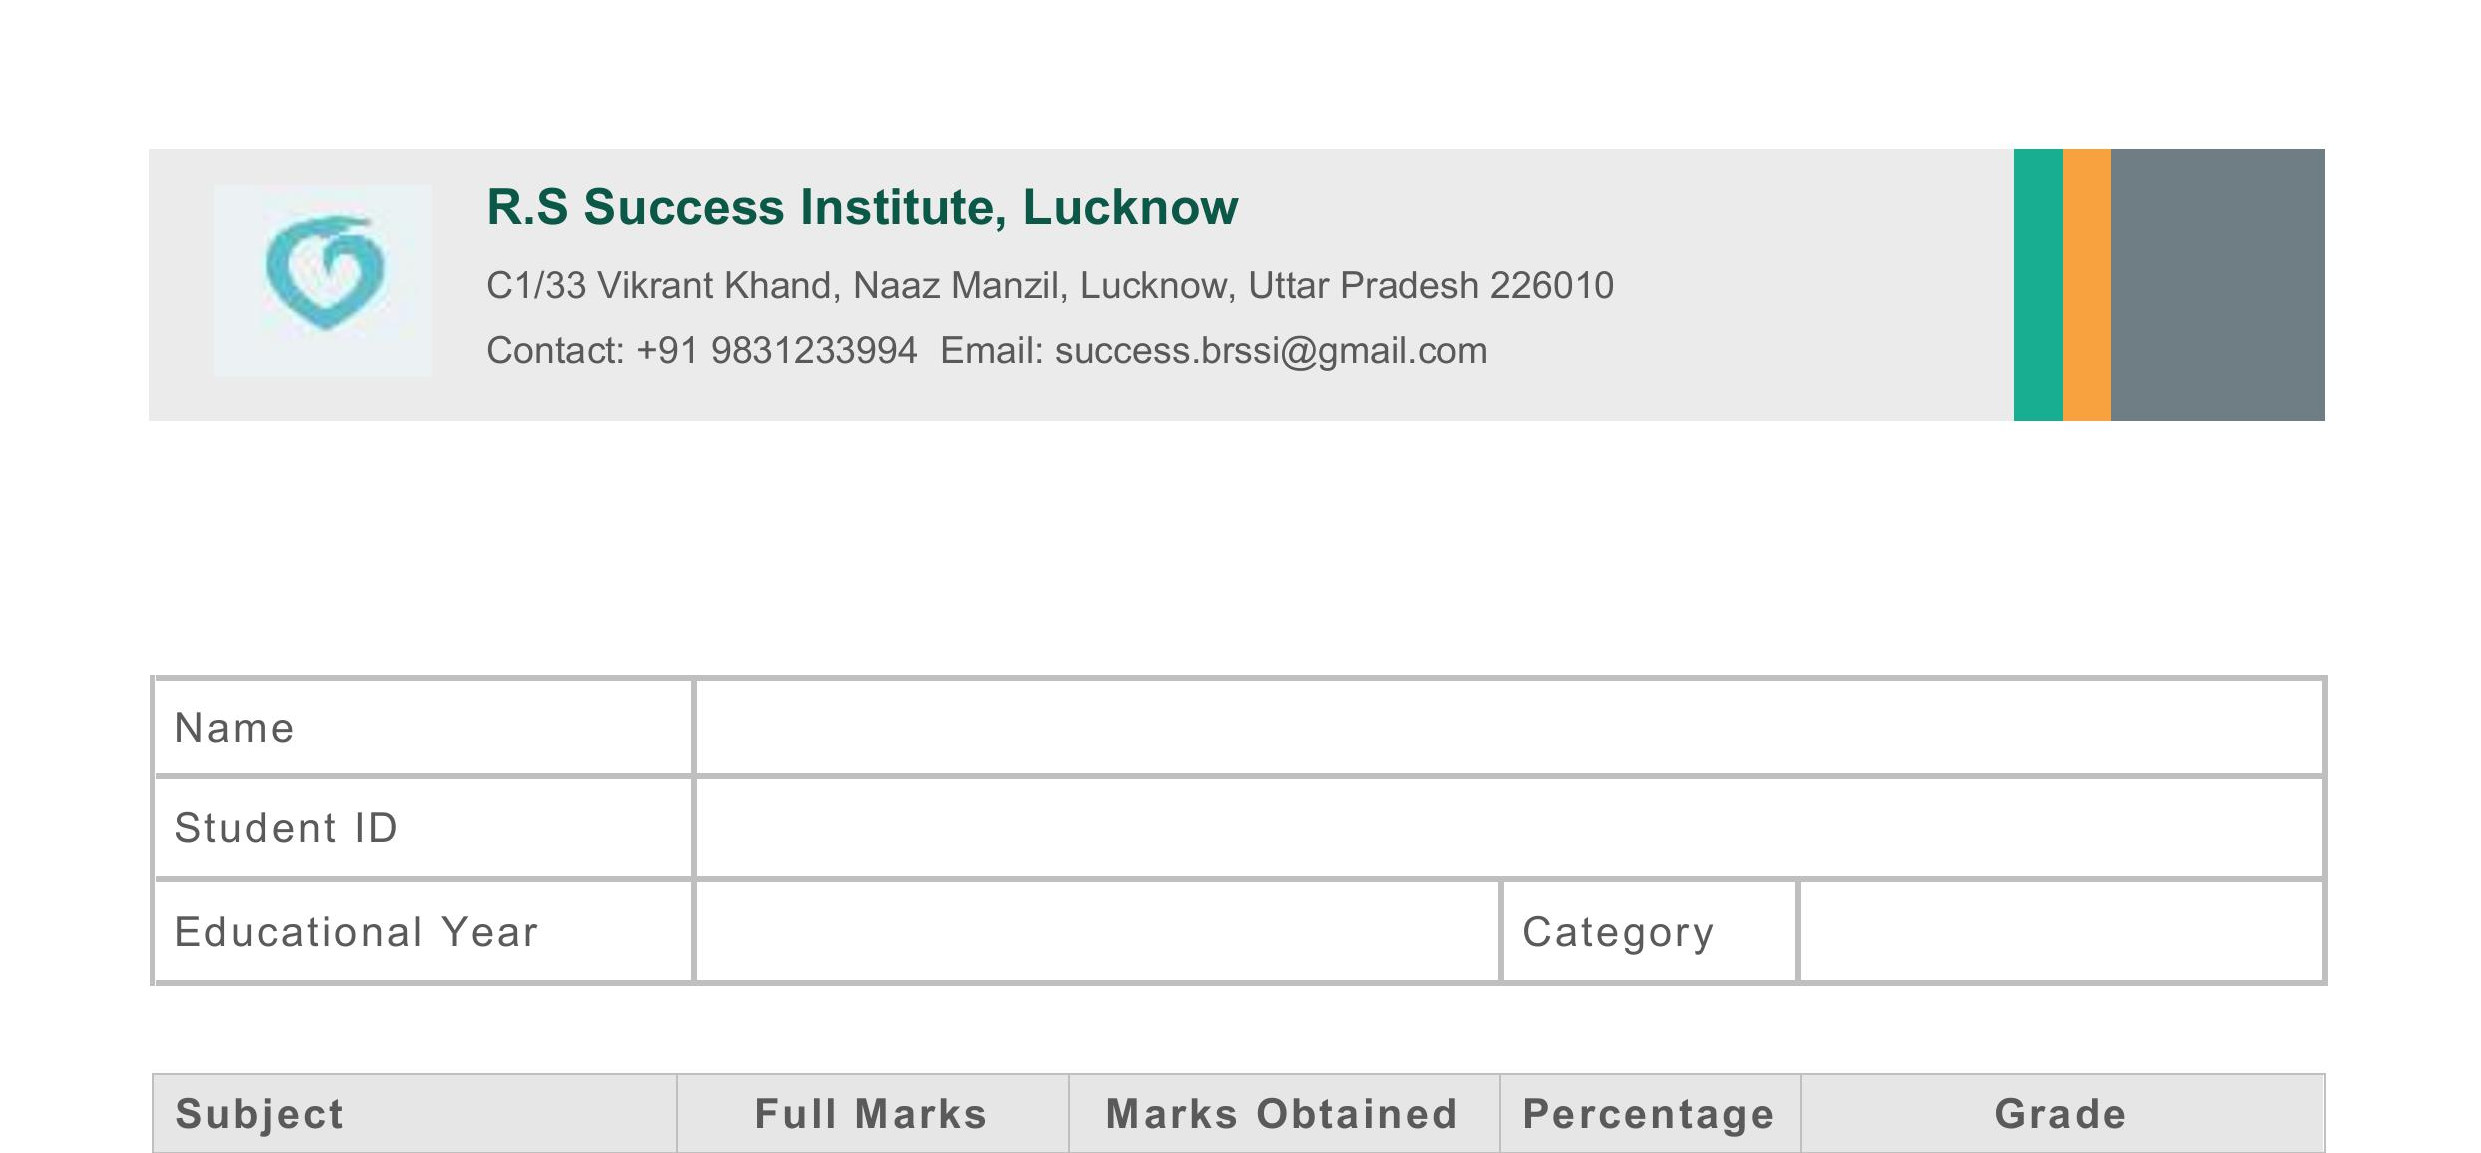 R.S Success Institute, Lucknow
C1/33 Vikrant Khand, Naaz Manzil, Lucknow, Uttar Pradesh 226010
Contact: +91 9831233994  Email: success.brssi@gmail.com
Name
Student ID
Educational Year Category
Subject Full Marks Marks Obtained Percentage Grade